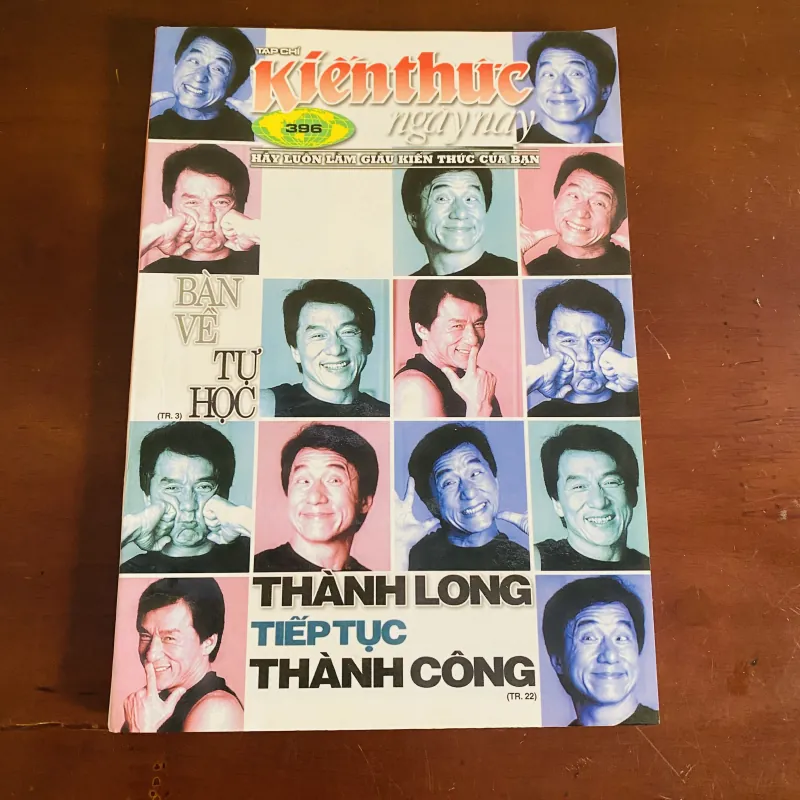 TẠP CHÍ
Kiến thức
ngày nay
396
HÃY LUÔN LÀM GIÀU KIẾN THỨC CỦA BẠN
BÀN
VỀ
TỰ
HỌC
(TR. 3)
THÀNH LONG
TIẾP TỤC
THÀNH CÔNG
(TR. 22)